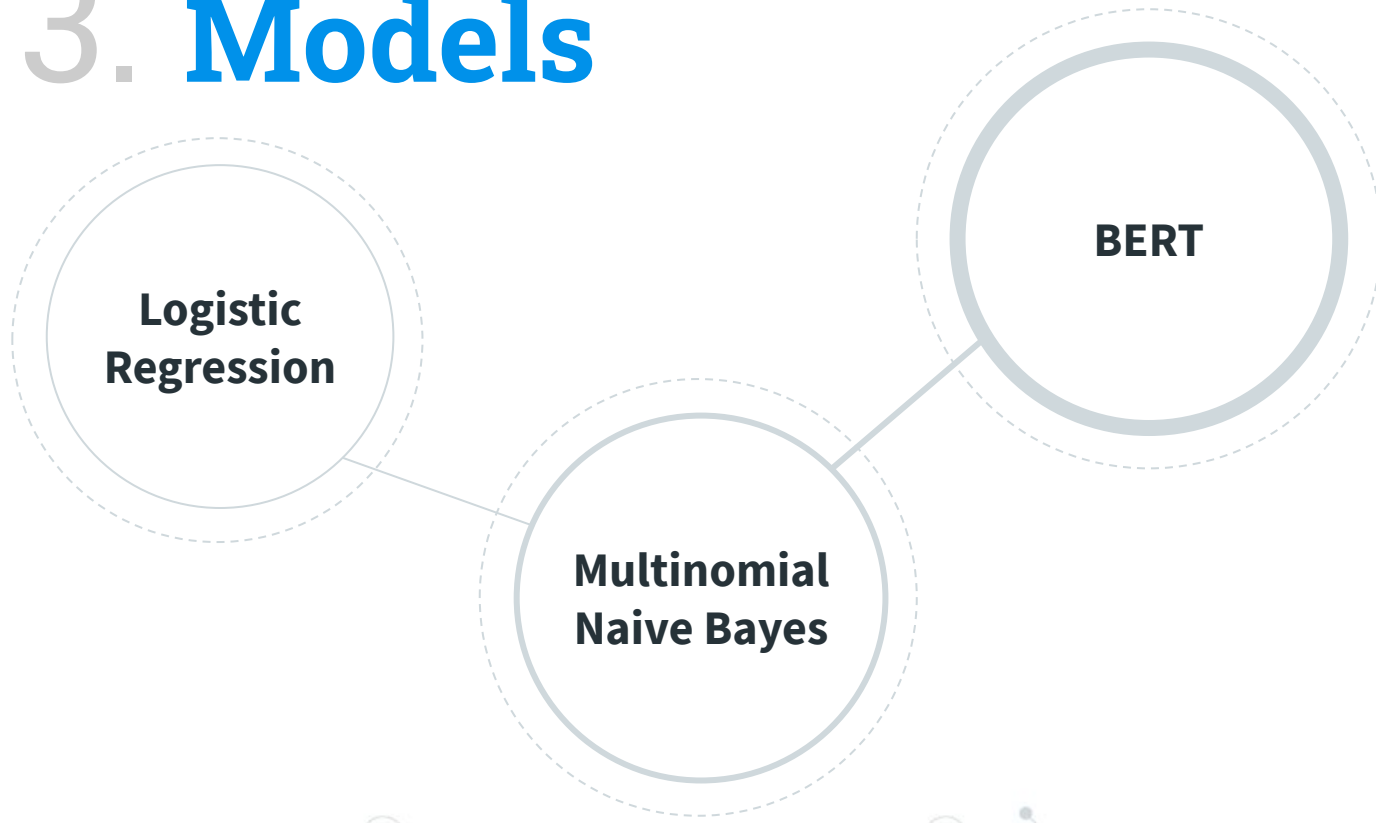 3. Models
Logistic
Regression
Multinomial
Naive Bayes
BERT